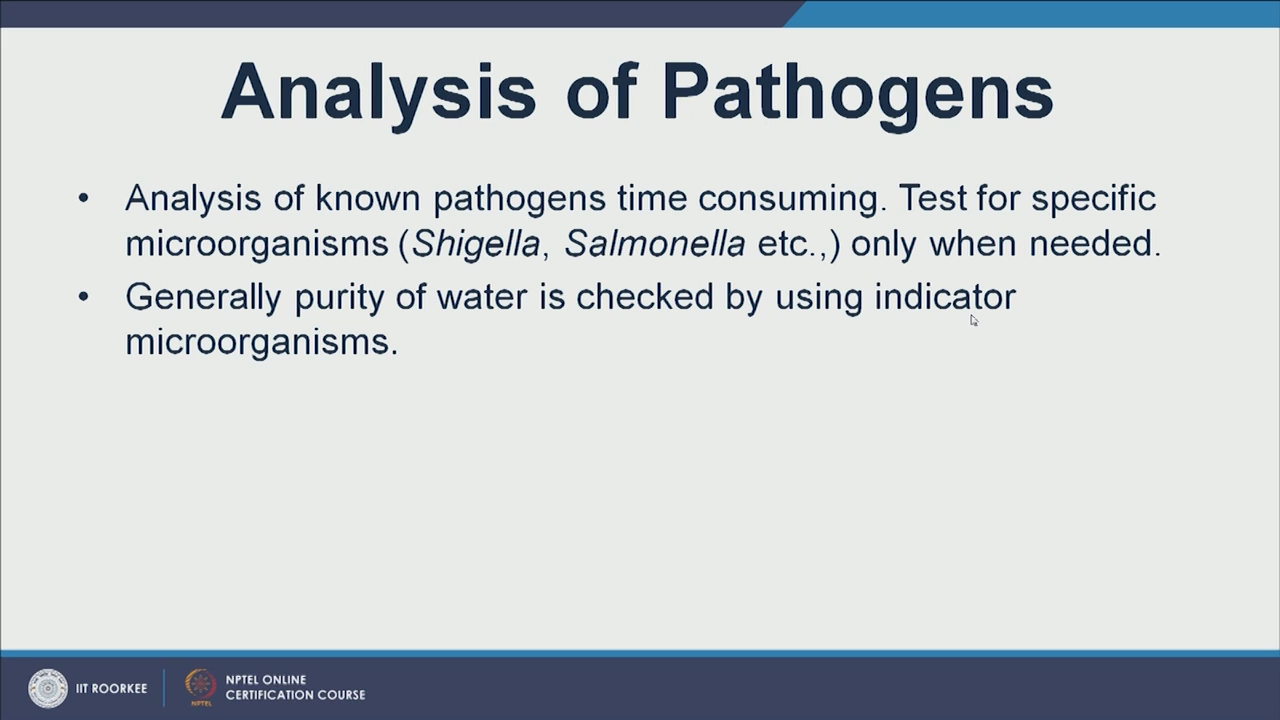 Analysis of Pathogens
• Analysis of known pathogens time consuming. Test for specific
microorganisms (Shigella, Salmonella etc.,) only when needed.
• Generally purity of water is checked by using indicator
microorganisms.
IIT ROORKEE
NPTEL
NPTEL ONLINE
CERTIFICATION COURSE